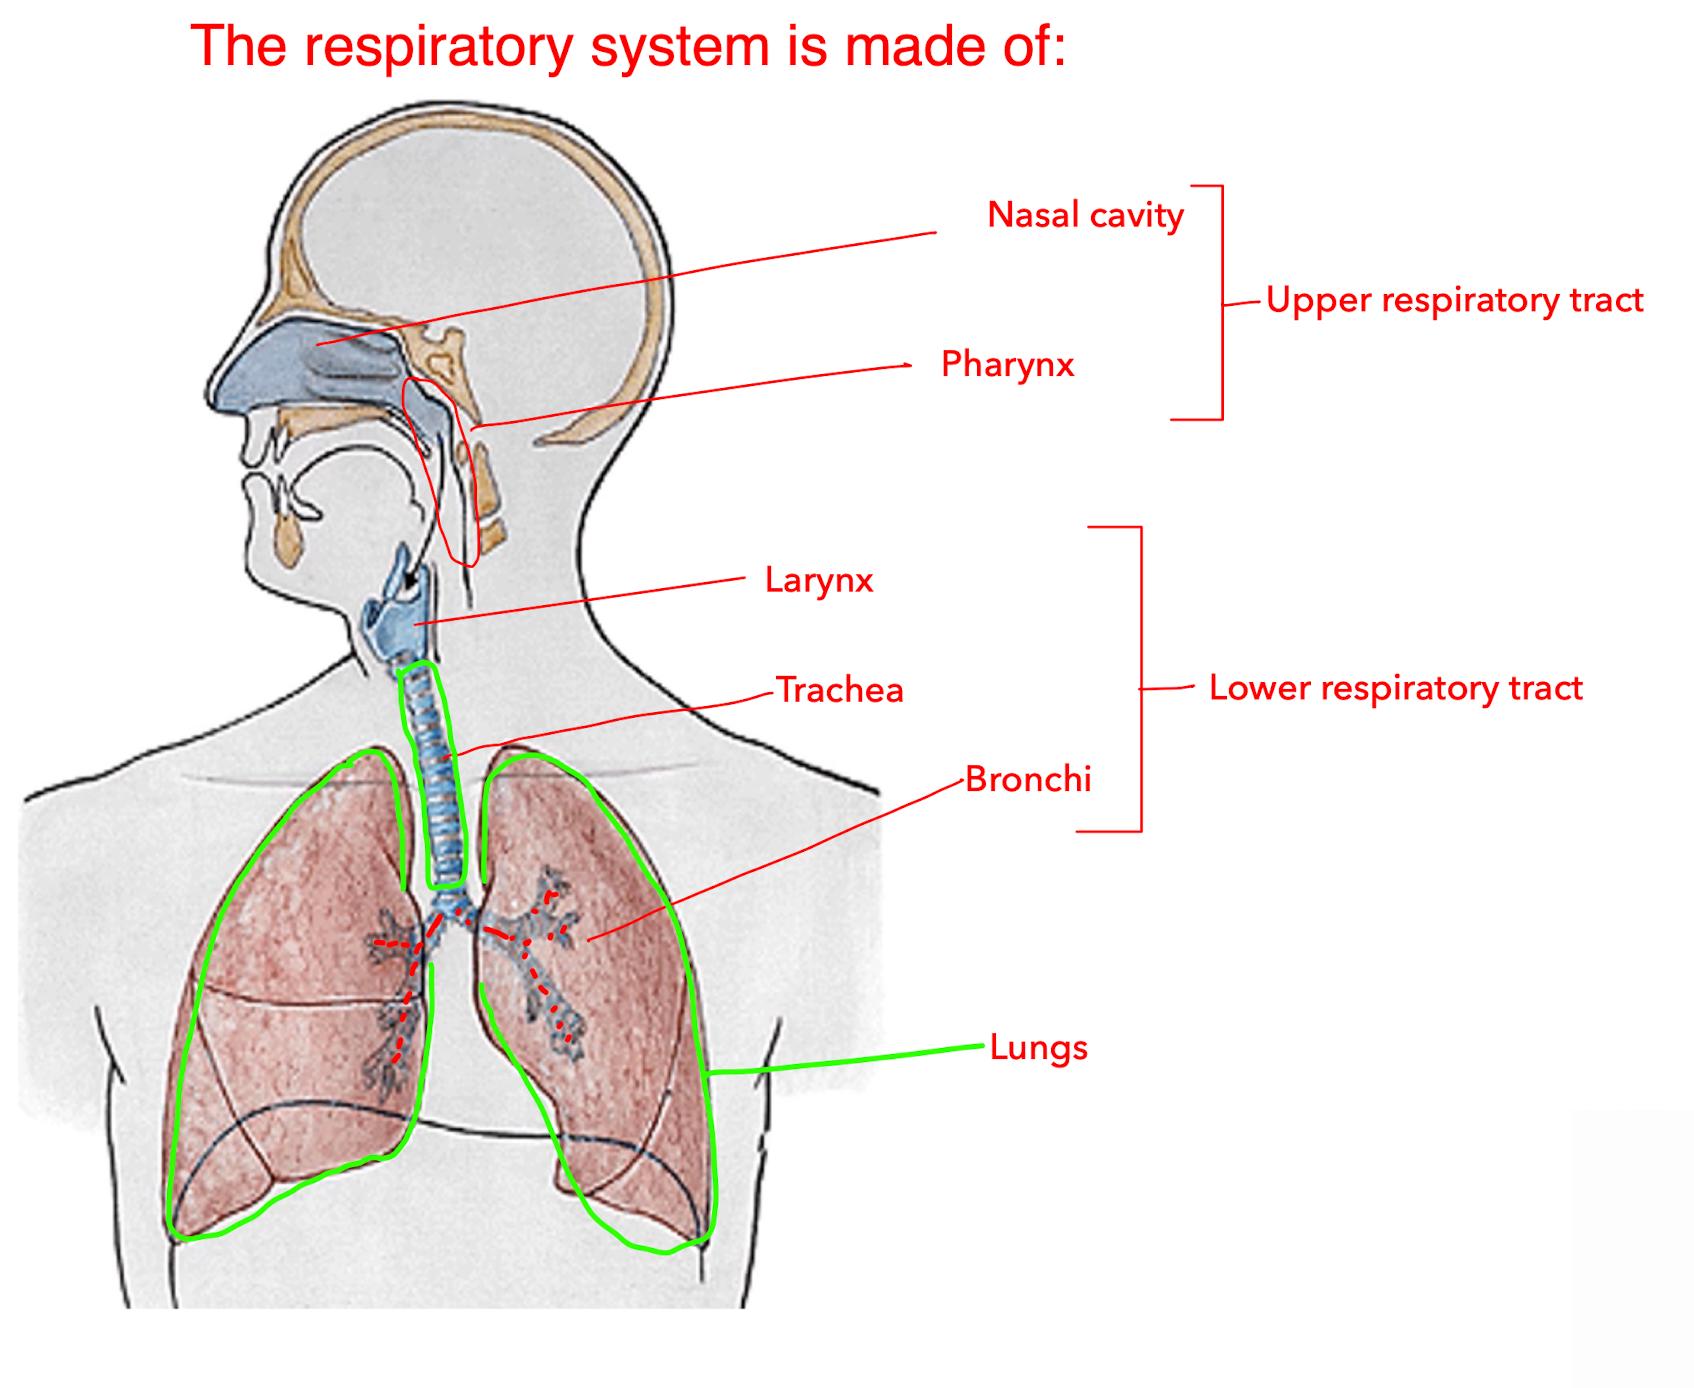 The respiratory system is made of:
Nasal cavity
Upper respiratory tract
Pharynx
Larynx
Trachea
Lower respiratory tract
Bronchi
Lungs